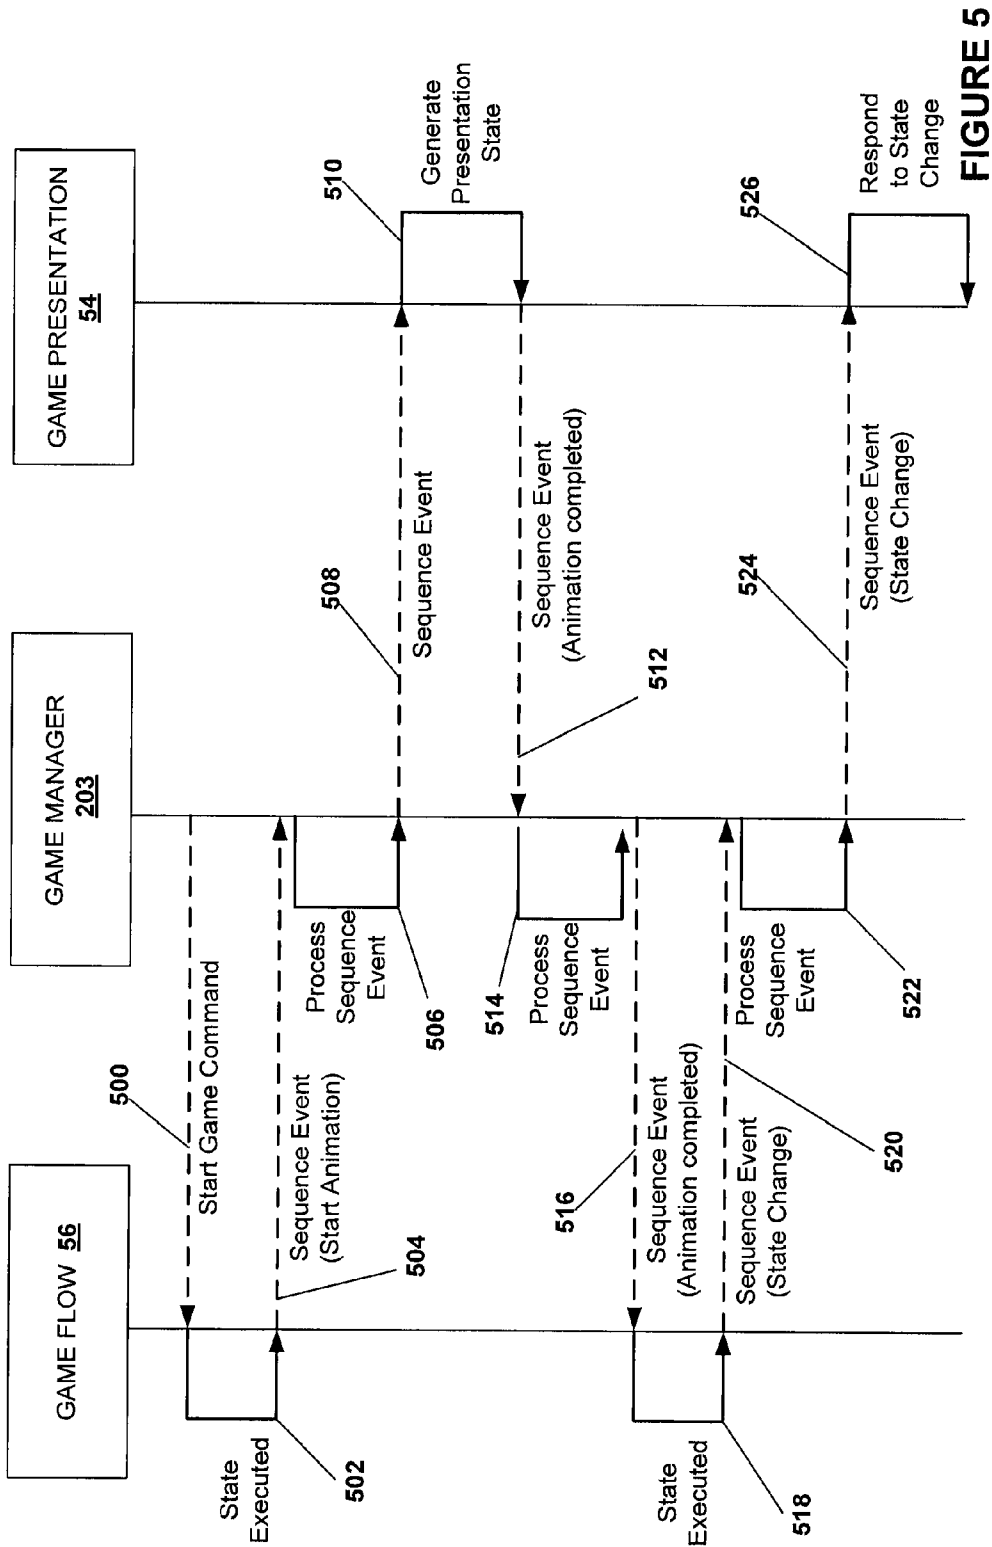 GAME FLOW 56
GAME MANAGER
203
GAME PRESENTATION
54
500
Start Game Command
State
Executed
502
Sequence Event
(Start Animation)
504
Process
Sequence
Event
506
508
Sequence Event
510
Generate
Presentation
State
Sequence Event
(Animation completed)
512
514
Process
Sequence
Event
516
Sequence Event
(Animation completed)
State
Executed
518
Sequence Event
(State Change)
520
Process
Sequence
Event
522
524
Sequence Event
(State Change)
526
Respond
to State
Change
FIGURE 5